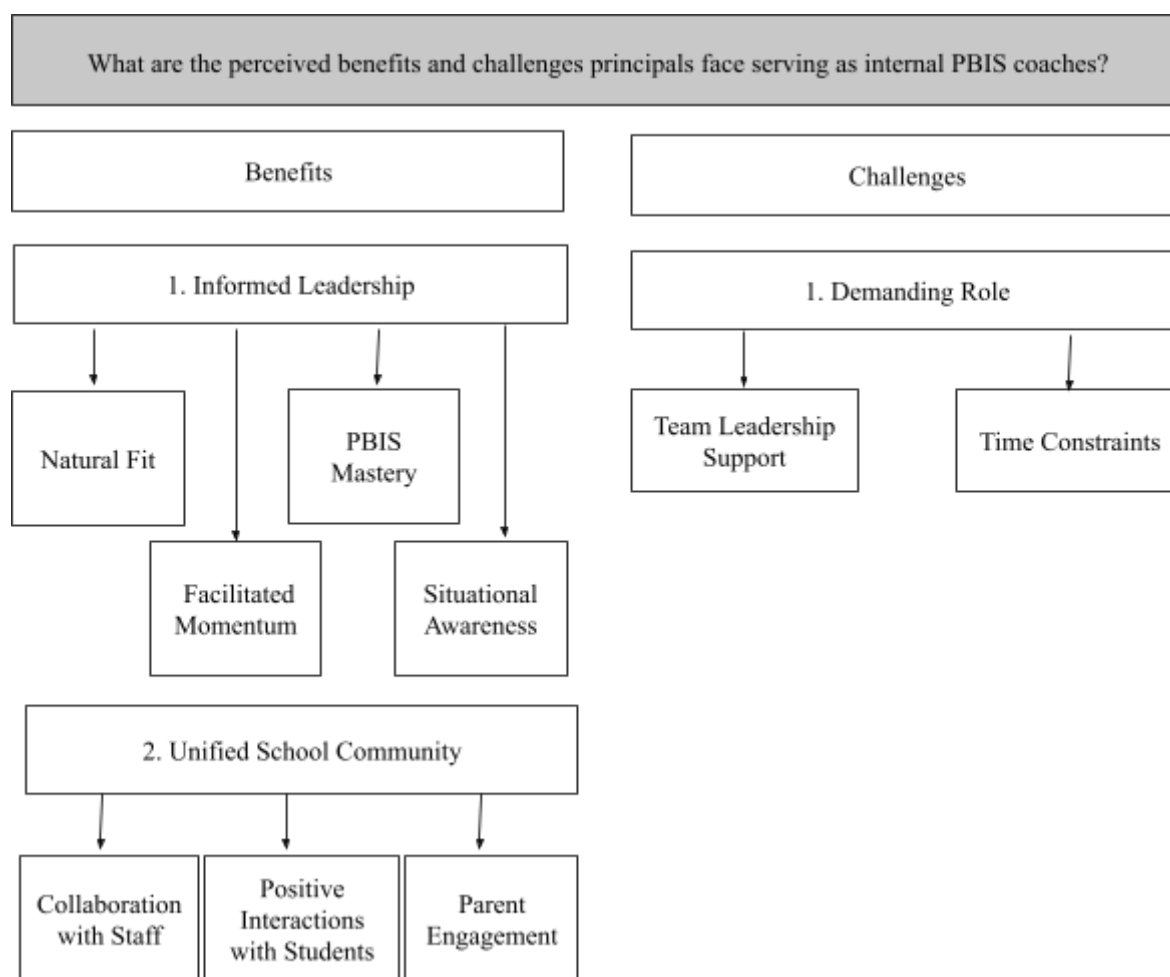 What are the perceived benefits and challenges principals face serving as internal PBIS coaches?
Benefits
Challenges
1. Informed Leadership
1. Demanding Role
Natural Fit
PBIS
Mastery
Team Leadership
Support
Time Constraints
Facilitated
Momentum
Situational
Awareness
2. Unified School Community
Collaboration
with Staff
Positive
Interactions
with Students
Parent
Engagement